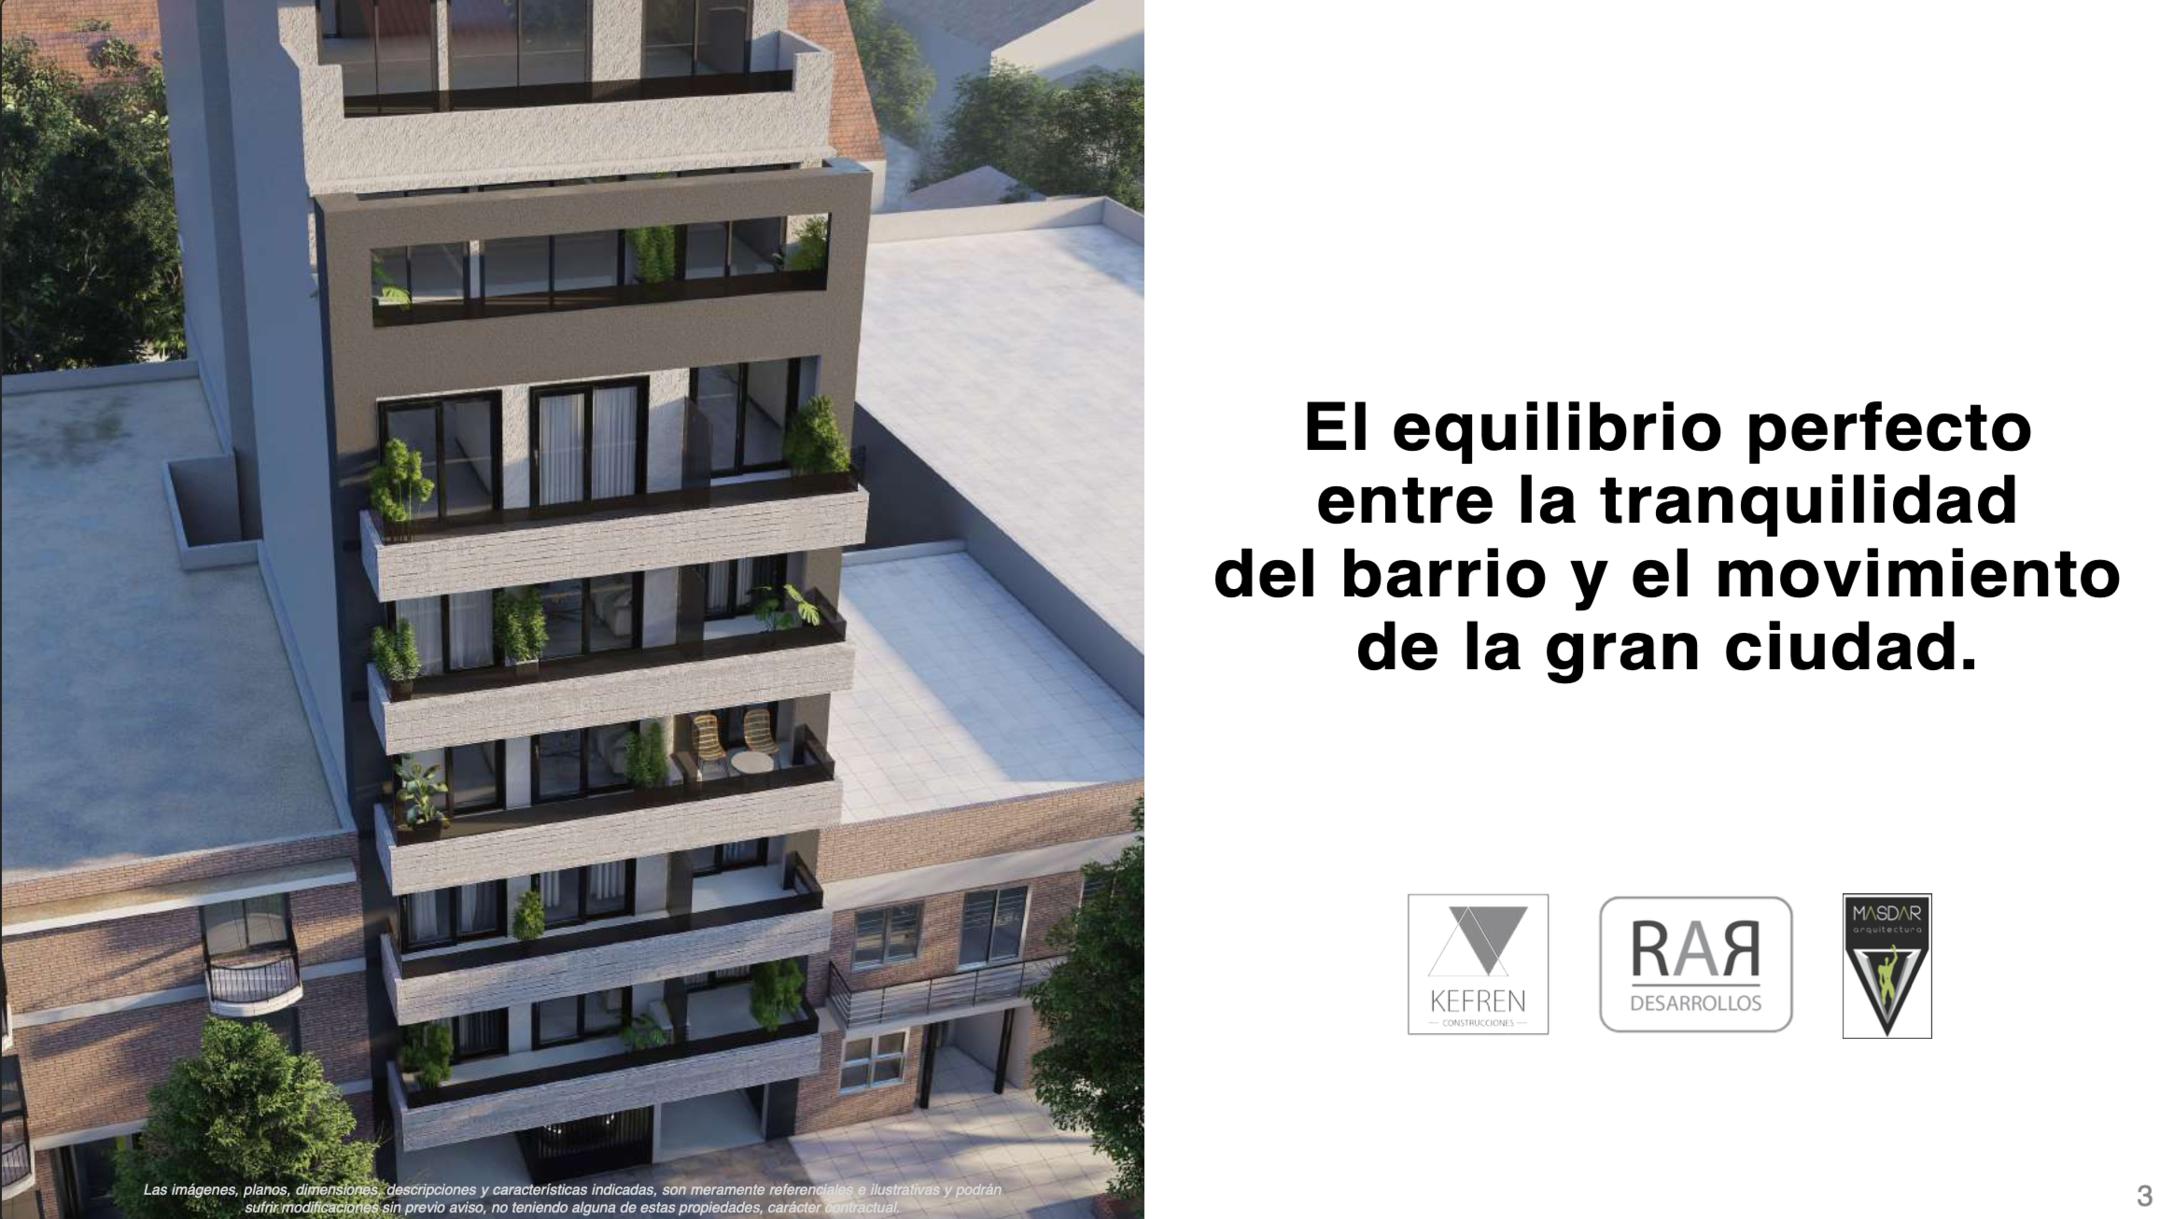 El equilibrio perfecto
entre la tranquilidad
del barrio y el movimiento
de la gran ciudad.
KEFREN
CONSTRUCCIONES
RAR
DESARROLLOS
MASDAR
arquitectura
Las imágenes, planos, dimensiones, descripciones y características indicadas, son meramente referenciales e ilustrativas y podrán
sufrir modificaciones sin previo aviso, no teniendo alguna de estas propiedades, carácter contractual.
3